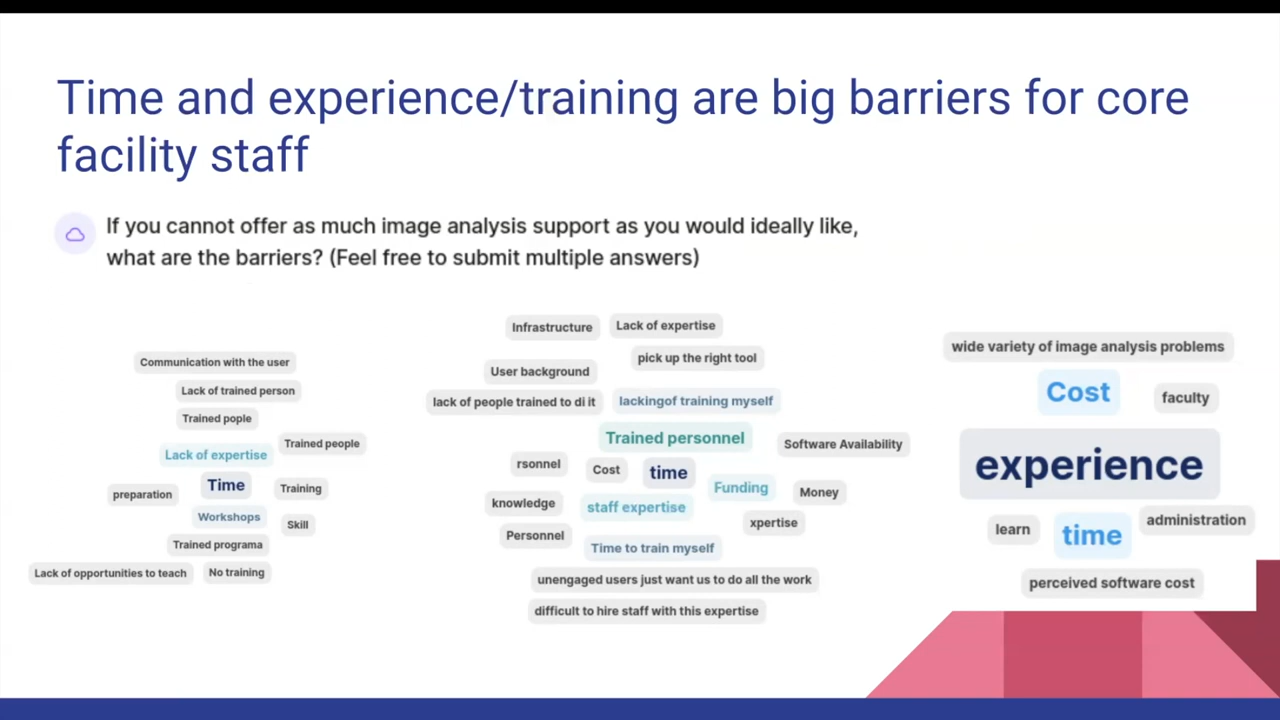 Time and experience/training are big barriers for core
facility staff
If you cannot offer as much image analysis support as you would ideally like,
what are the barriers? (Feel free to submit multiple answers)
Communication with the user
Lack of trained person
Trained pople
Trained people
Lack of expertise
Time
Training
preparation
Workshops
Skill
Trained programa
Lack of opportunities to teach
No training
Infrastructure
Lack of expertise
pick up the right tool
User background
lack of people trained to di it
lackingof training myself
Trained personnel
Software Availability
rsonnel
Cost
time
Funding
Money
knowledge
staff expertise
xpertise
Personnel
Time to train myself
unengaged users just want us to do all the work
difficult to hire staff with this expertise
wide variety of image analysis problems
Cost
faculty
experience
learn
time
administration
perceived software cost